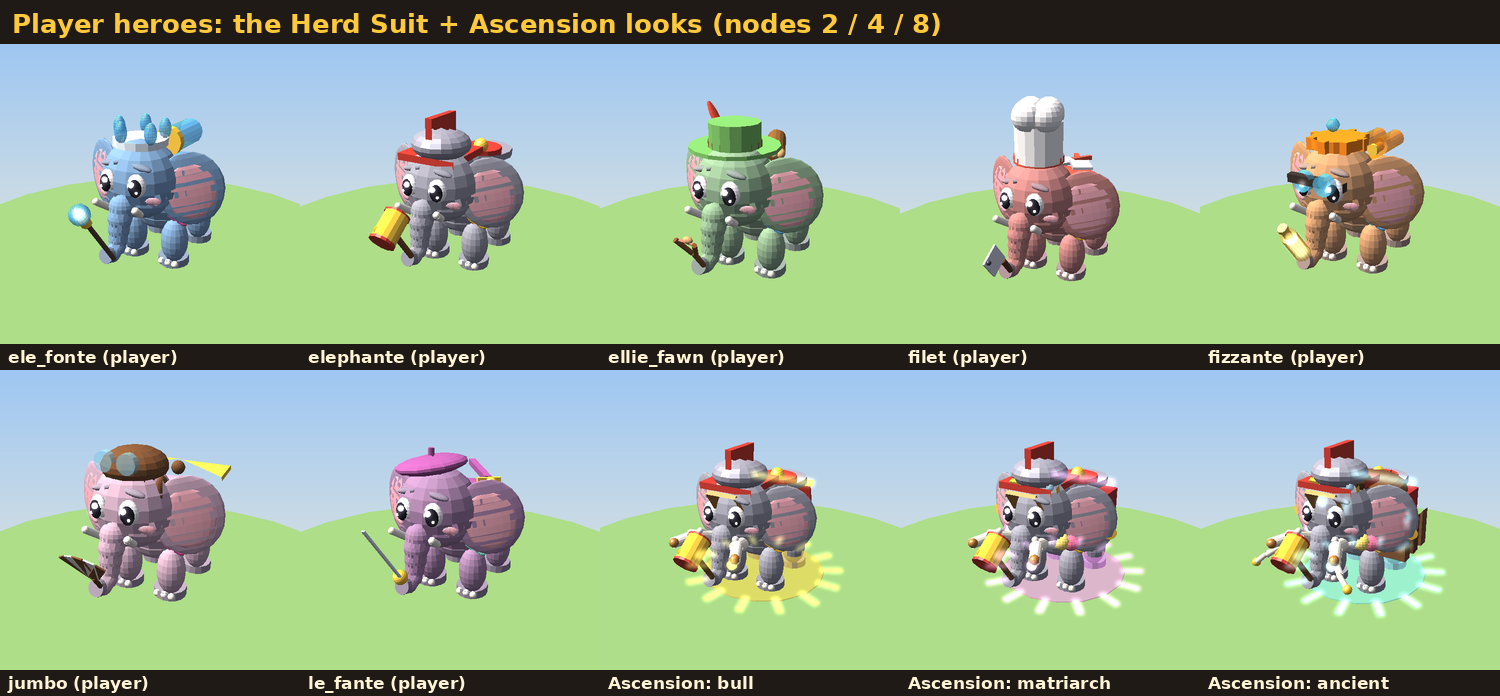 Player heroes: the Herd Suit + Ascension looks (nodes 2 / 4 / 8)
ele_fonte (player)
elephante (player)
ellie_fawn (player)
filet (player)
fizzante (player)
jumbo (player)
le_fante (player)
Ascension: bull
Ascension: matriarch
Ascension: ancient